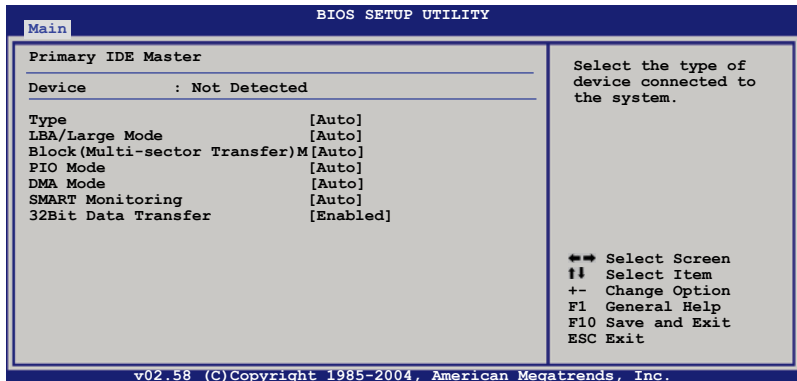 BIOS SETUP UTILITY
Main
Primary IDE Master
Device : Not Detected
Type [Auto]
LBA/Large Mode [Auto]
Block(Multi-sector Transfer)M[Auto]
PIO Mode [Auto]
DMA Mode [Auto]
SMART Monitoring [Auto]
32Bit Data Transfer [Enabled]
Select the type of
device connected to
the system.
←→ Select Screen
↑↓ Select Item
+- Change Option
F1 General Help
F10 Save and Exit
ESC Exit
v02.58 (C)Copyright 1985-2004, American Megatrends, Inc.